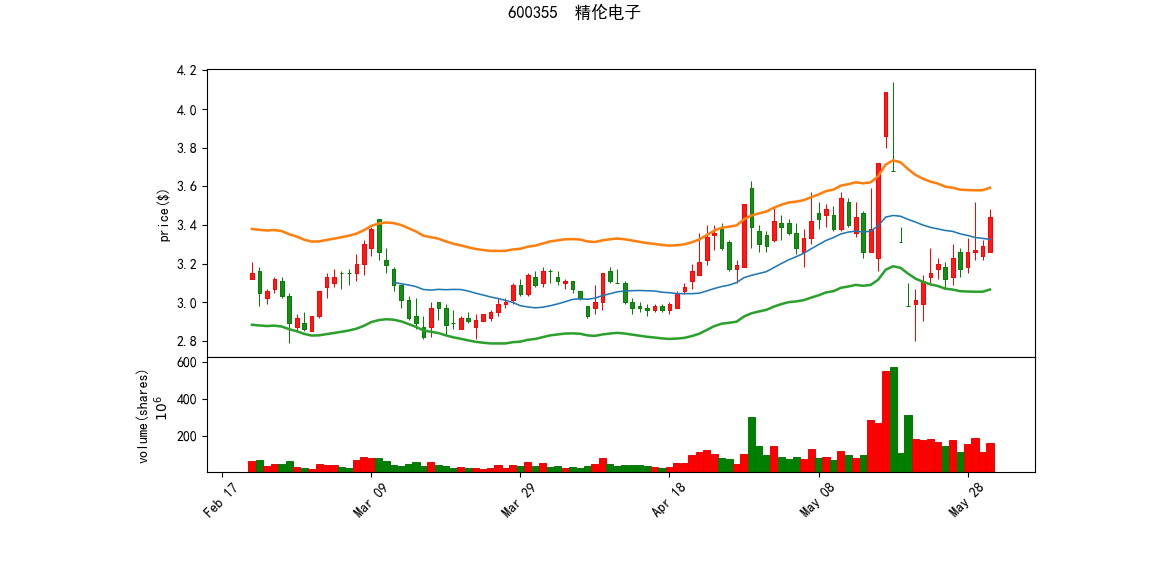 600355 精伦电子
price($)
4.2
4.0
3.8
3.6
3.4
3.2
3.0
2.8
volume(shares)
10^6
600
400
200
Feb 17
Mar 09
Mar 29
Apr 18
May 08
May 28